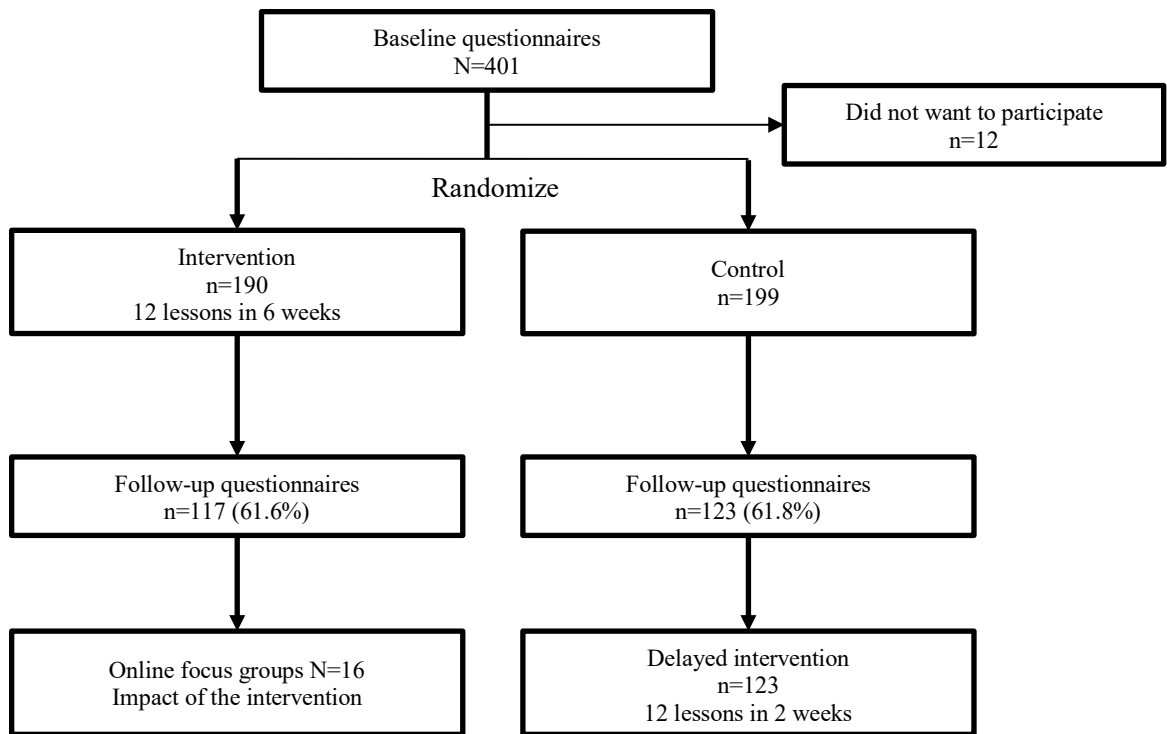 Baseline questionnaires
N=401
Did not want to participate
n=12
Randomize
Intervention
n=190
12 lessons in 6 weeks
Control
n=199
Follow-up questionnaires
n=117 (61.6%)
Follow-up questionnaires
n=123 (61.8%)
Online focus groups N=16
Impact of the intervention
Delayed intervention
n=123
12 lessons in 2 weeks